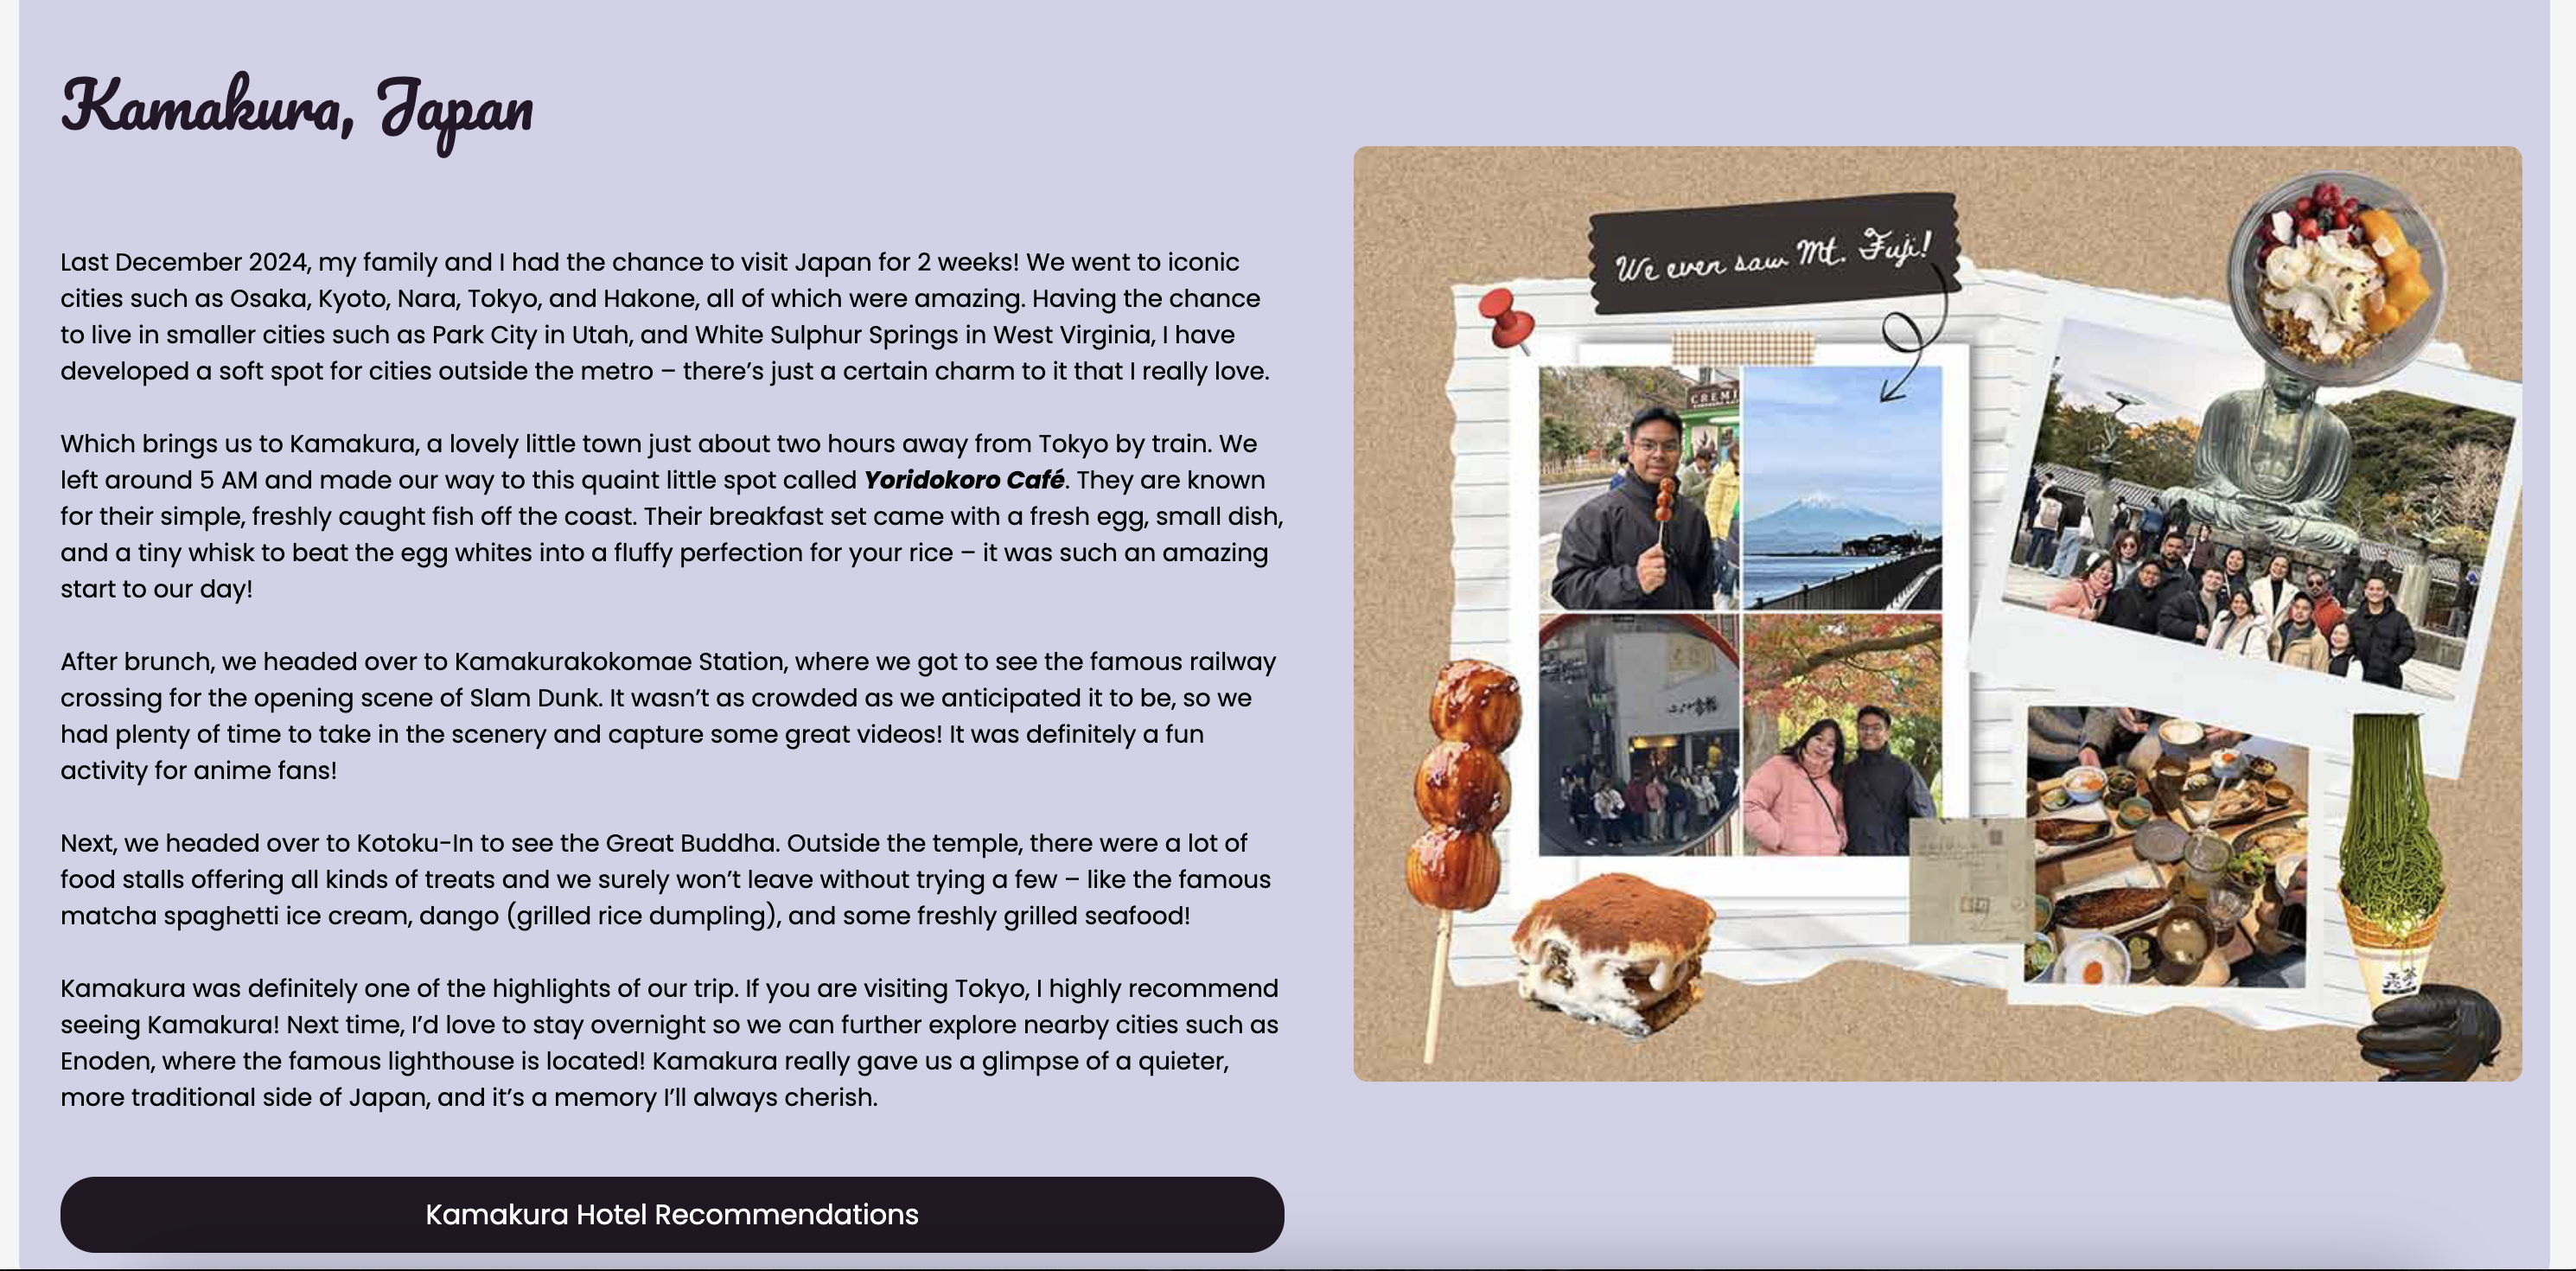 Kamakura, Japan
Last December 2024, my family and I had the chance to visit Japan for 2 weeks! We went to iconic
cities such as Osaka, Kyoto, Nara, Tokyo, and Hakone, all of which were amazing. Having the chance
to live in smaller cities such as Park City in Utah, and White Sulphur Springs in West Virginia, I have
developed a soft spot for cities outside the metro – there’s just a certain charm to it that I really love.
Which brings us to Kamakura, a lovely little town just about two hours away from Tokyo by train. We
left around 5 AM and made our way to this quaint little spot called Yoridokoro Café. They are known
for their simple, freshly caught fish off the coast. Their breakfast set came with a fresh egg, small dish,
and a tiny whisk to beat the egg whites into a fluffy perfection for your rice – it was such an amazing
start to our day!
After brunch, we headed over to Kamakurakokomae Station, where we got to see the famous railway
crossing for the opening scene of Slam Dunk. It wasn’t as crowded as we anticipated it to be, so we
had plenty of time to take in the scenery and capture some great videos! It was definitely a fun
activity for anime fans!
Next, we headed over to Kotoku-In to see the Great Buddha. Outside the temple, there were a lot of
food stalls offering all kinds of treats and we surely won’t leave without trying a few – like the famous
matcha spaghetti ice cream, dango (grilled rice dumpling), and some freshly grilled seafood!
Kamakura was definitely one of the highlights of our trip. If you are visiting Tokyo, I highly recommend
seeing Kamakura! Next time, I’d love to stay overnight so we can further explore nearby cities such as
Enoden, where the famous lighthouse is located! Kamakura really gave us a glimpse of a quieter,
more traditional side of Japan, and it’s a memory I’ll always cherish.
Kamakura Hotel Recommendations
We even saw Mt. Fuji!
CREMI